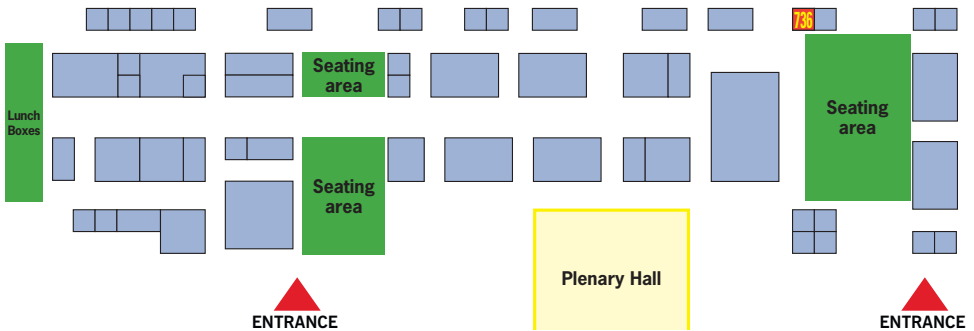 736
Seating
area
Lunch
Boxes
Seating
area
Seating
area
Plenary Hall
ENTRANCE
ENTRANCE